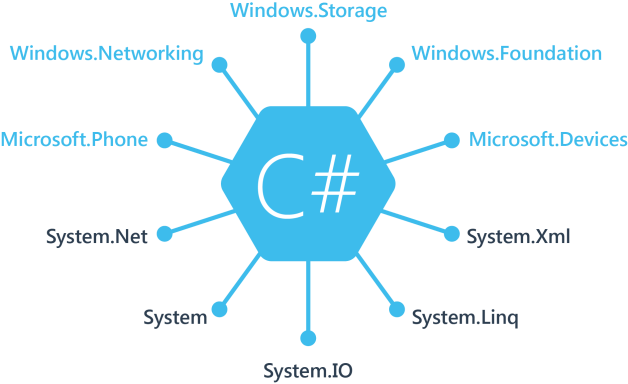 Windows.Storage
Windows.Networking
Windows.Foundation
Microsoft.Phone
Microsoft.Devices
C#
System.Net
System.Xml
System
System.Linq
System.IO